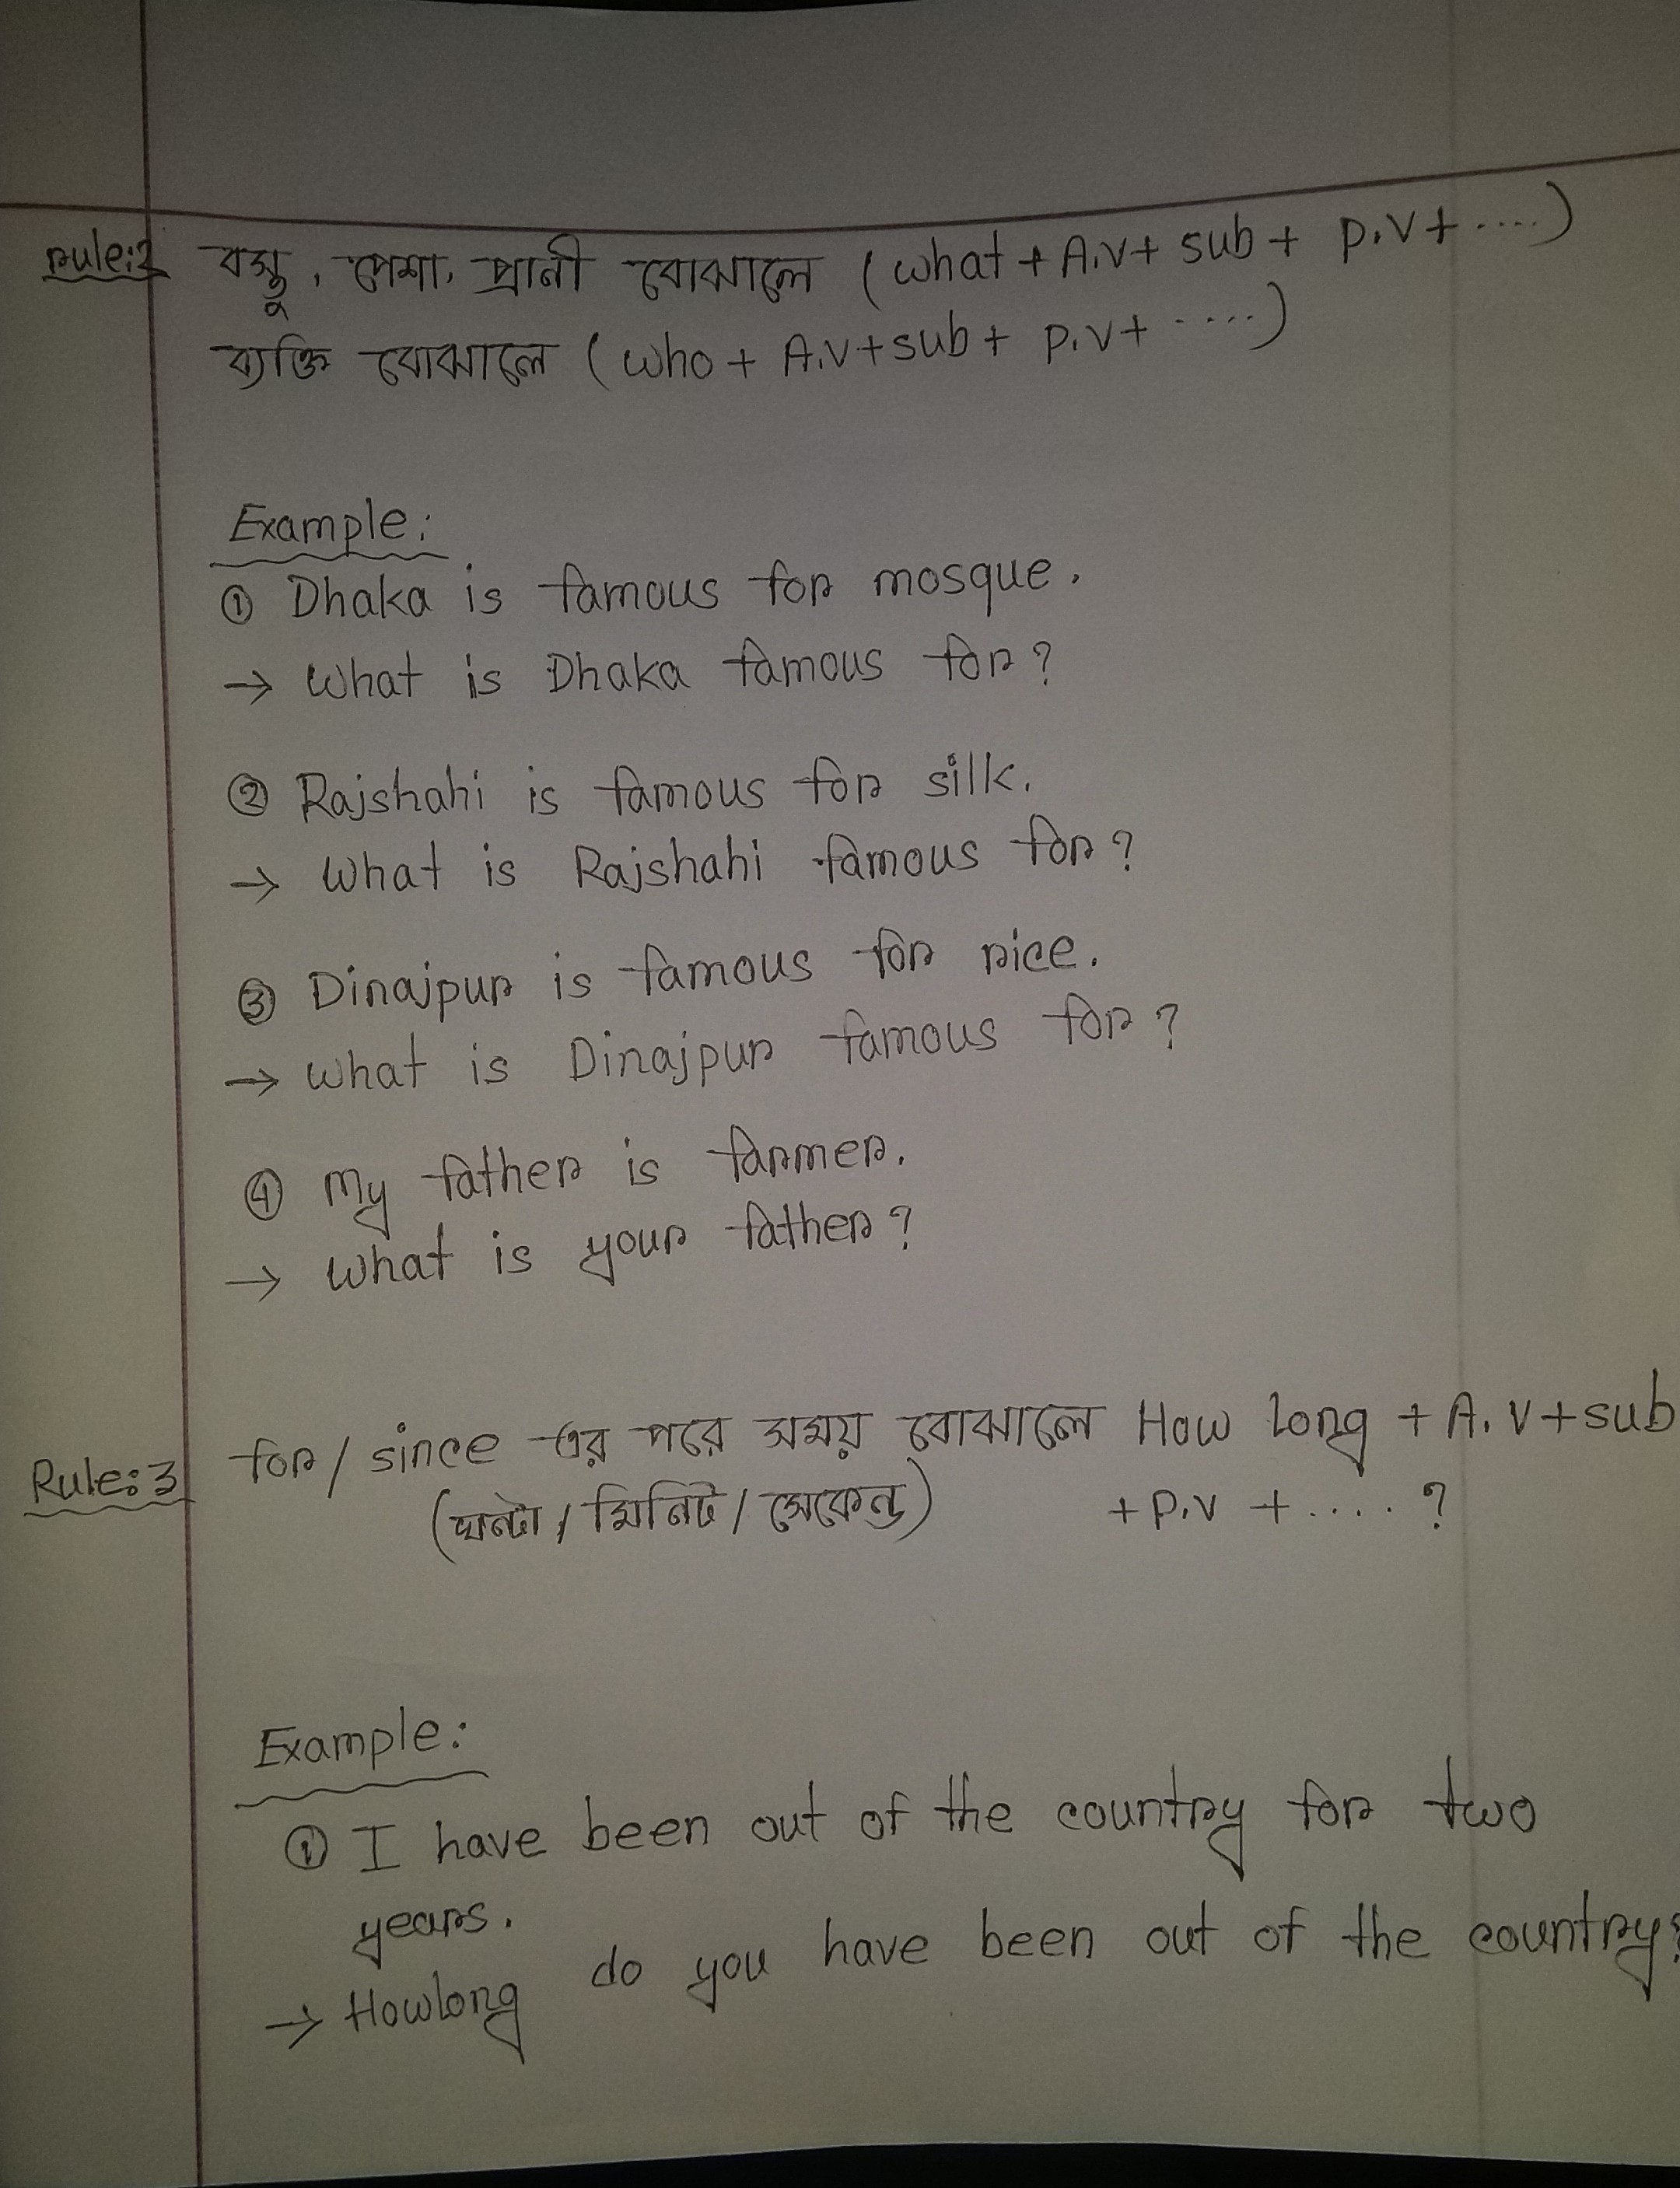 Rule:2 বস্তু, পেশা, প্রানী বোঝালে (what + A.V + sub + P.V + ....)
ব্যক্তি বোঝালে (who + A.V + sub + P.V + ....)
Example:
① Dhaka is famous for mosque.
→ What is Dhaka famous for?
② Rajshahi is famous for silk.
→ What is Rajshahi famous for?
③ Dinajpur is famous for rice.
→ What is Dinajpur famous for?
④ My father is farmer.
→ What is your father?
Rule:3 for/ since এর পরে সময় বোঝালে How long + A.V + sub
(ঘন্টা / মিনিট / সেকেন্ড) + P.V + .... ?
Example:
① I have been out of the country for two
years.
→ Howlong do you have been out of the country?